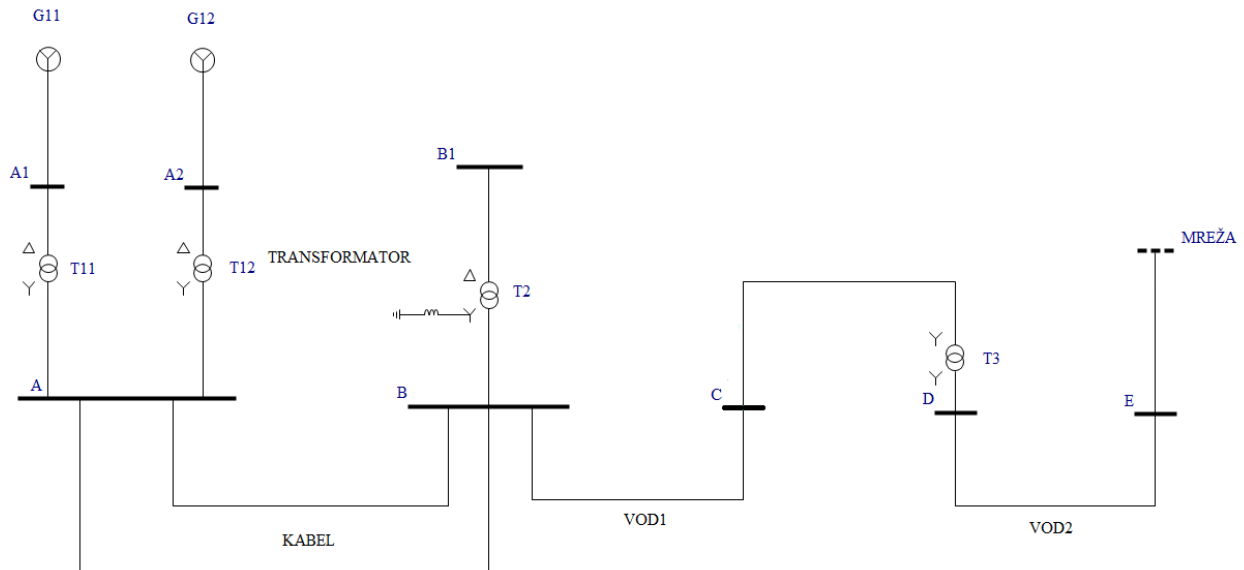 G11
G12
A1
A2
B1
T11
T12
TRANSFORMATOR
T2
MREŽA
T3
A
B
C
D
E
VOD1
VOD2
KABEL